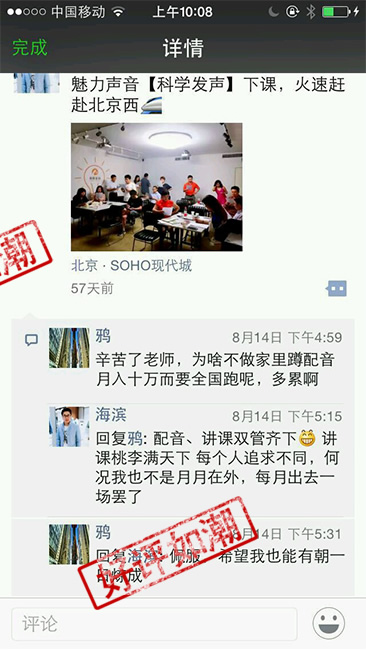 中国移动 上午10:08
完成 详情
魅力声音【科学发声】下课，火速赶
赴北京西🚄
北京 · SOHO现代城
57天前
鸦 8月14日 下午4:59
辛苦了老师，为啥不做家里蹲配音
月入十万而要全国跑呢，多累啊
海滨 8月14日 下午5:15
回复鸦: 配音、讲课双管齐下😁 讲
课桃李满天下 每个人追求不同，何
况我也不是月月在外，每月出去一
场罢了
鸦 8月14日 下午5:31
回复海滨: 佩服 希望我也能有朝一
日炼成
好评如潮
潮
评论